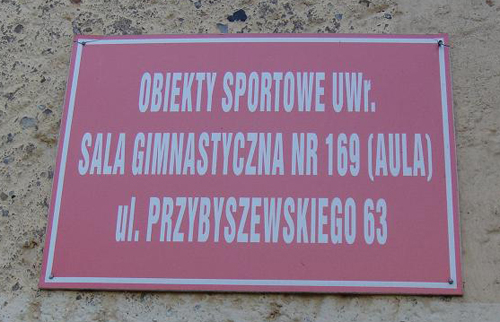 OBIEKTY SPORTOWE UWr.
SALA GIMNASTYCZNA NR 169 (AULA)
ul. PRZYBYSZEWSKIEGO 63